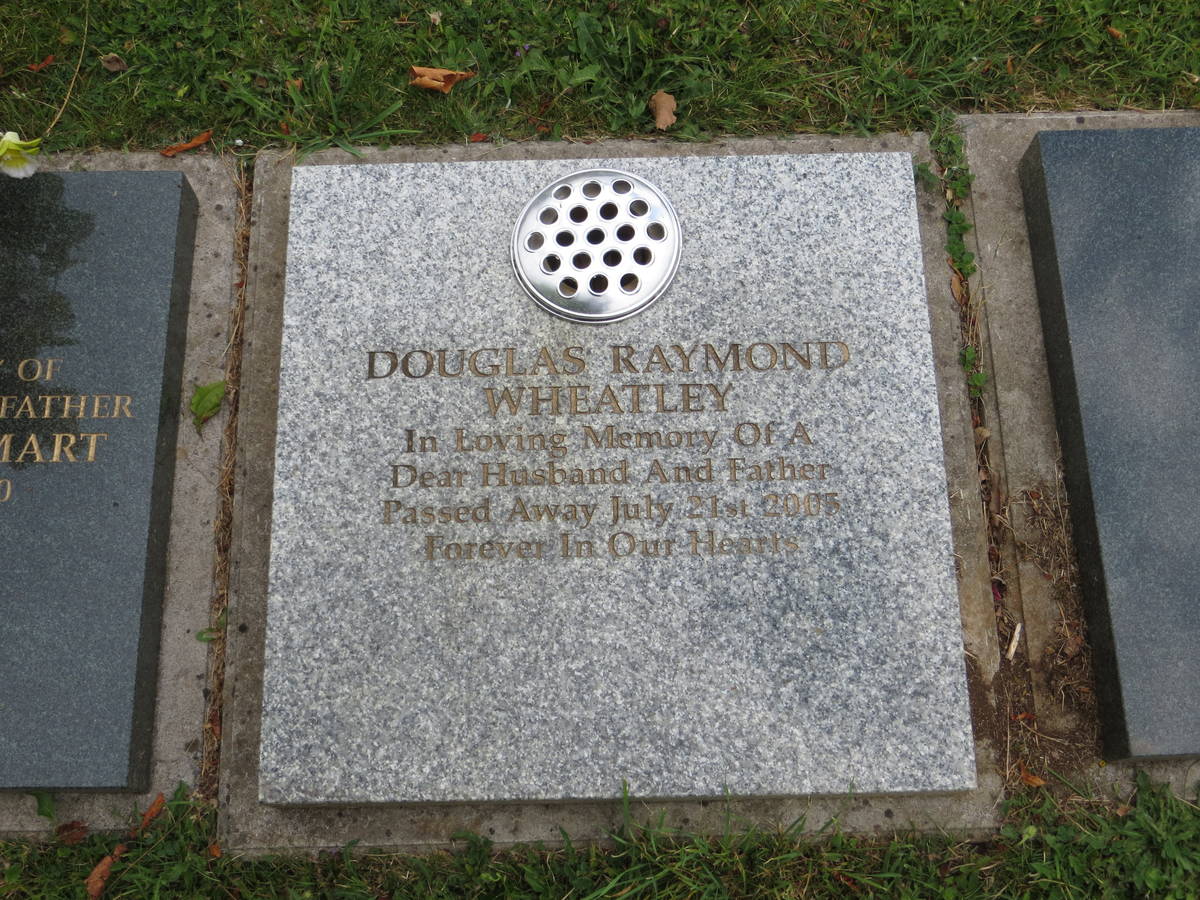 DOUGLAS RAYMOND
WHEATLEY
In Loving Memory Of A
Dear Husband And Father
Passed Away July 21st 2005
Forever In Our Hearts
OF
FATHER
MART
0